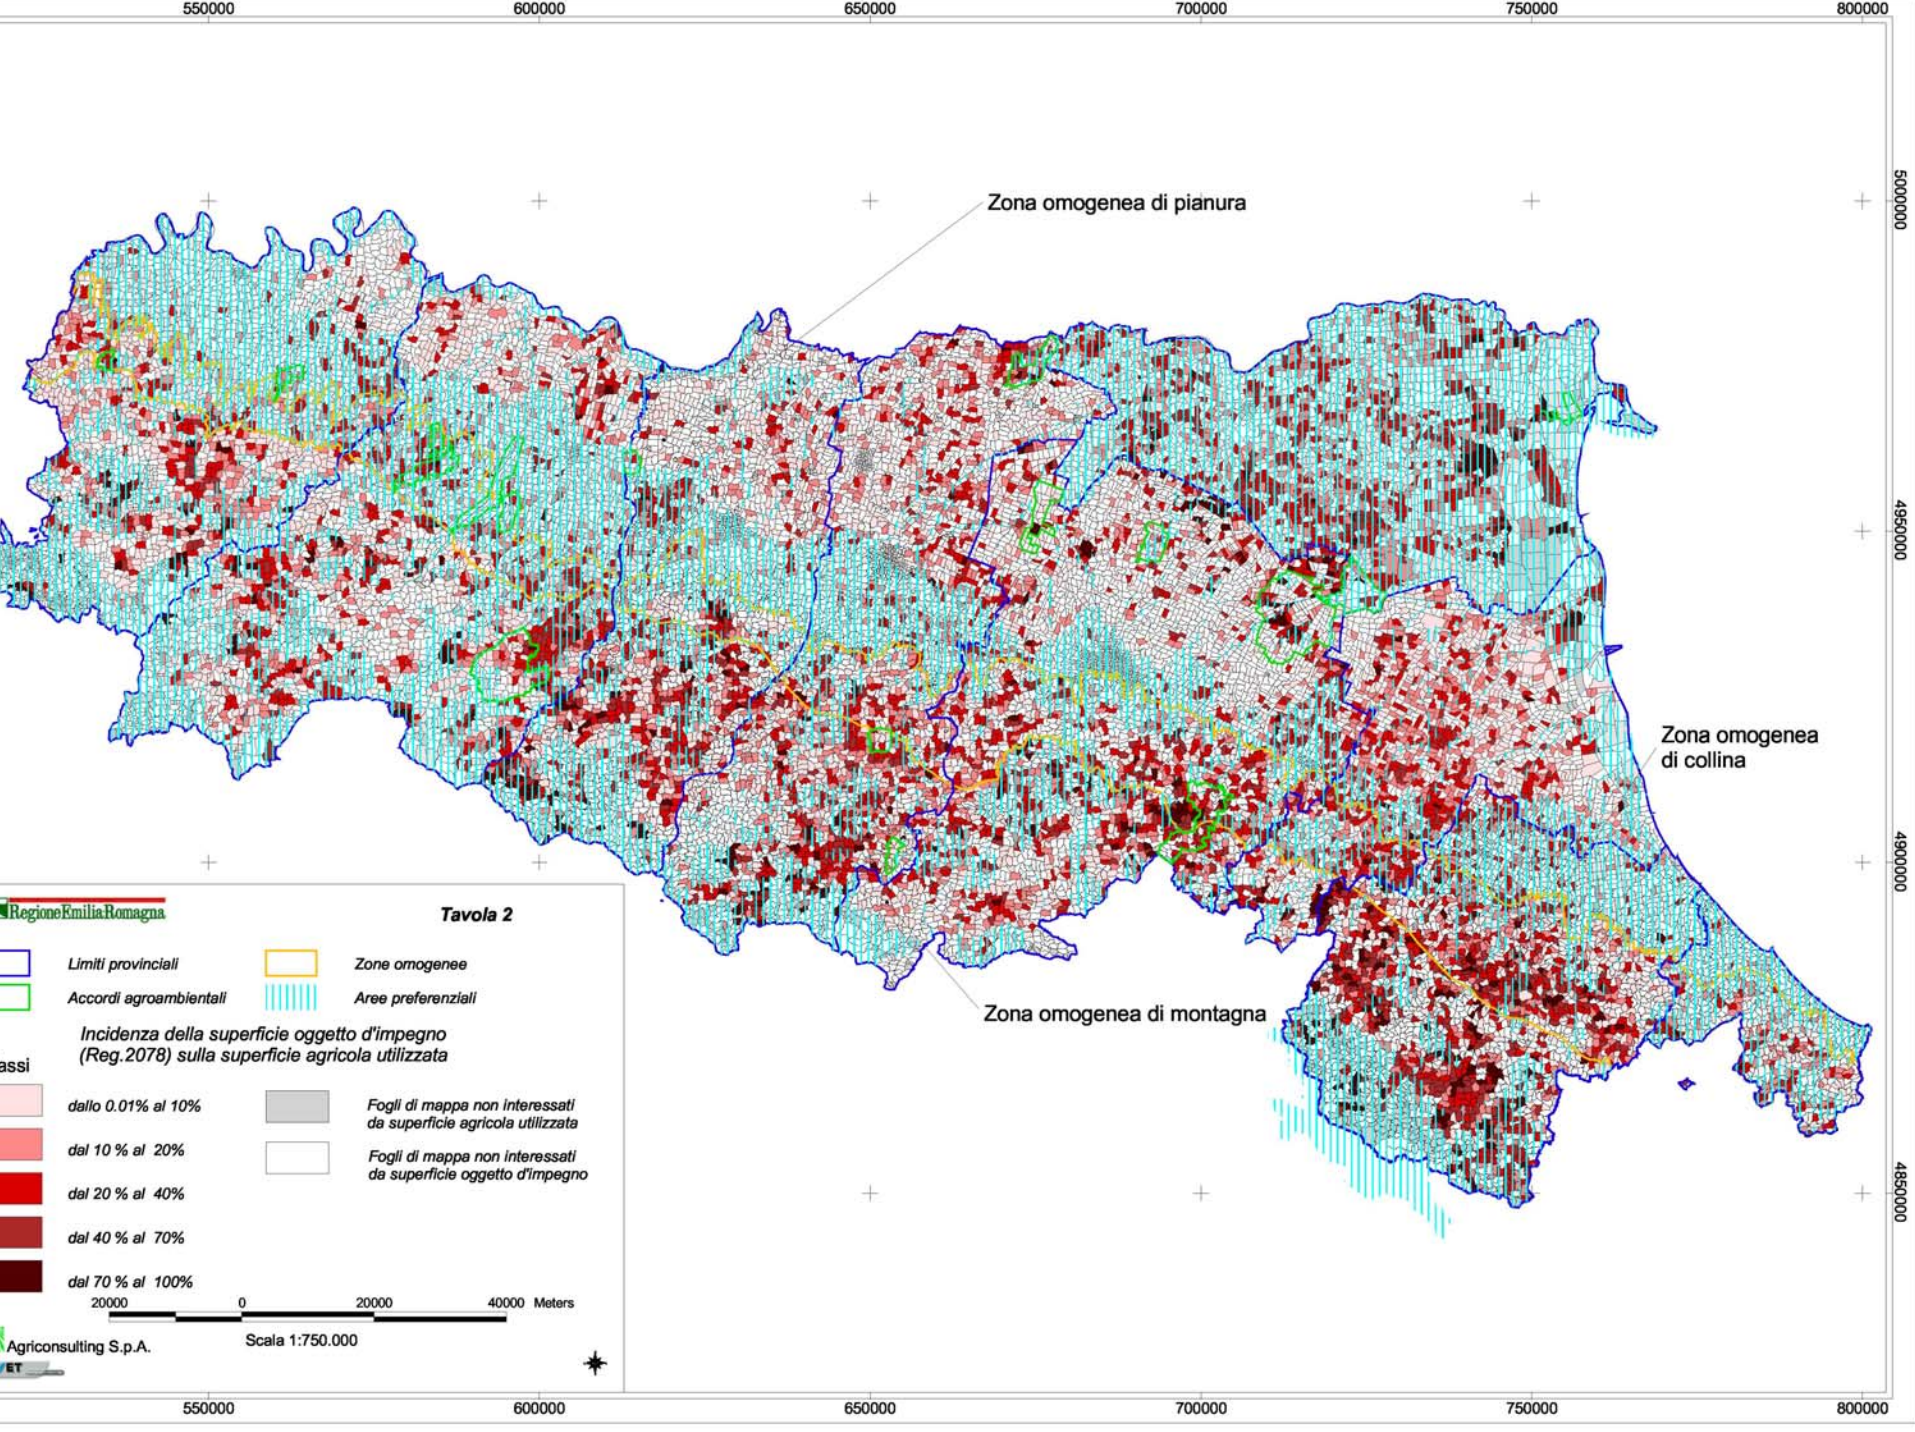 550000 600000 650000 700000 750000 800000
Zona omogenea di pianura
5000000
4950000
Zona omogenea
di collina
4900000
RegioneEmiliaRomagna
Tavola 2
Limiti provinciali
Zone omogenee
Accordi agroambientali
Aree preferenziali
Zona omogenea di montagna
Incidenza della superficie oggetto d'impegno
(Reg.2078) sulla superficie agricola utilizzata
assi
dallo 0.01% al 10%
Fogli di mappa non interessati
da superficie agricola utilizzata
dal 10 % al 20%
Fogli di mappa non interessati
da superficie oggetto d'impegno
dal 20 % al 40%
4850000
dal 40 % al 70%
dal 70 % al 100%
20000 0 20000 40000 Meters
Scala 1:750.000
Agriconsulting S.p.A.
ET
550000 600000 650000 700000 750000 800000